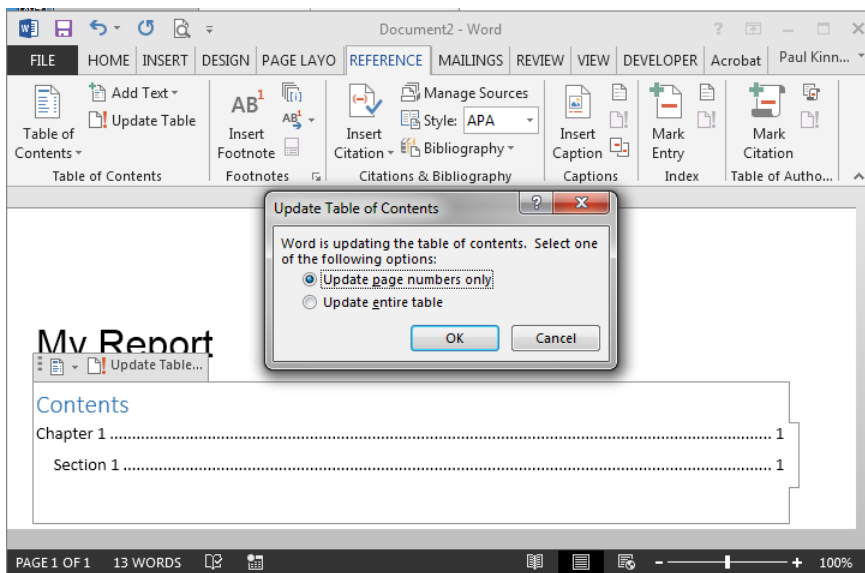 Document2 - Word
FILE HOME INSERT DESIGN PAGE LAYO REFERENCE MAILINGS REVIEW VIEW DEVELOPER Acrobat Paul Kinn...
Table of Contents
Add Text
Update Table
Table of Contents
AB1
Insert Footnote
AB1
Footnotes
Insert Citation
Manage Sources
Style: APA
Bibliography
Citations & Bibliography
Insert Caption
Captions
Mark Entry
Index
Mark Citation
Table of Autho...
Update Table of Contents
Word is updating the table of contents. Select one
of the following options:
Update page numbers only
Update entire table
OK Cancel
My Report
Update Table...
Contents
Chapter 1 ........................................................................ 1
Section 1 ........................................................................ 1
PAGE 1 OF 1 13 WORDS 100%